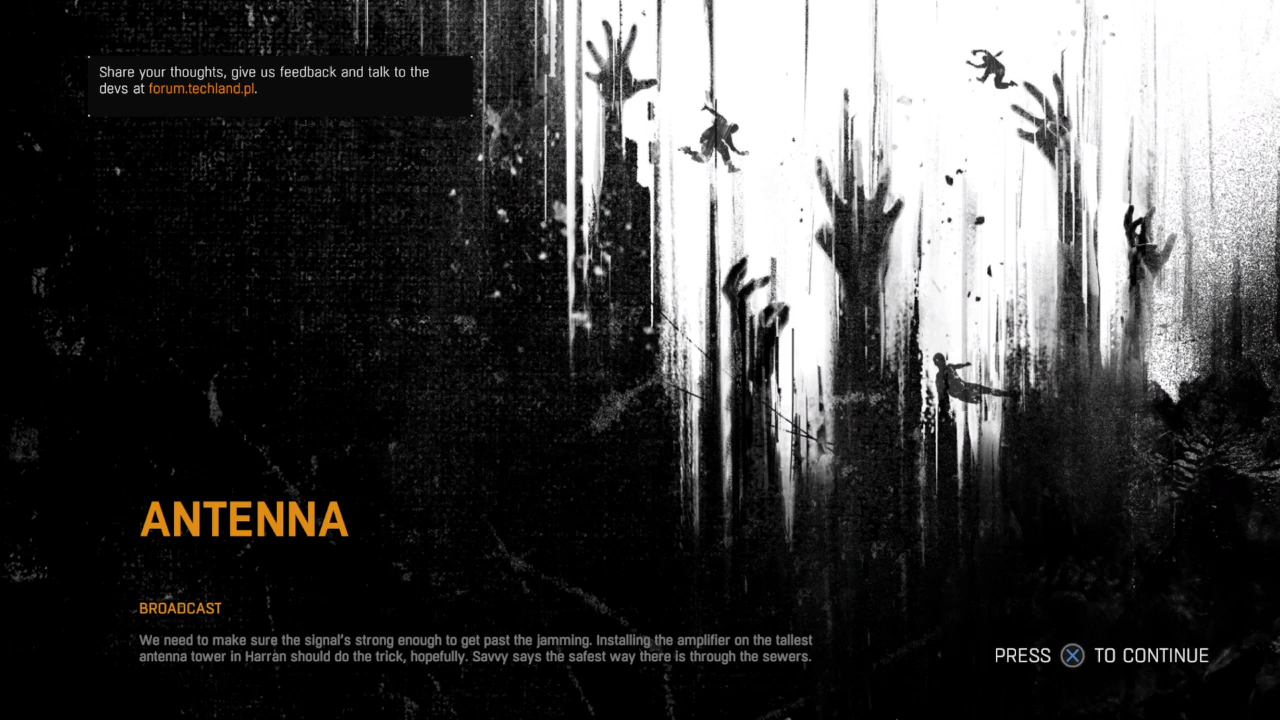 Share your thoughts, give us feedback and talk to the
devs at forum.techland.pl.
ANTENNA
BROADCAST
We need to make sure the signal's strong enough to get past the jamming. Installing the amplifier on the tallest
antenna tower in Harran should do the trick, hopefully. Savvy says the safest way there is through the sewers.
PRESS X TO CONTINUE